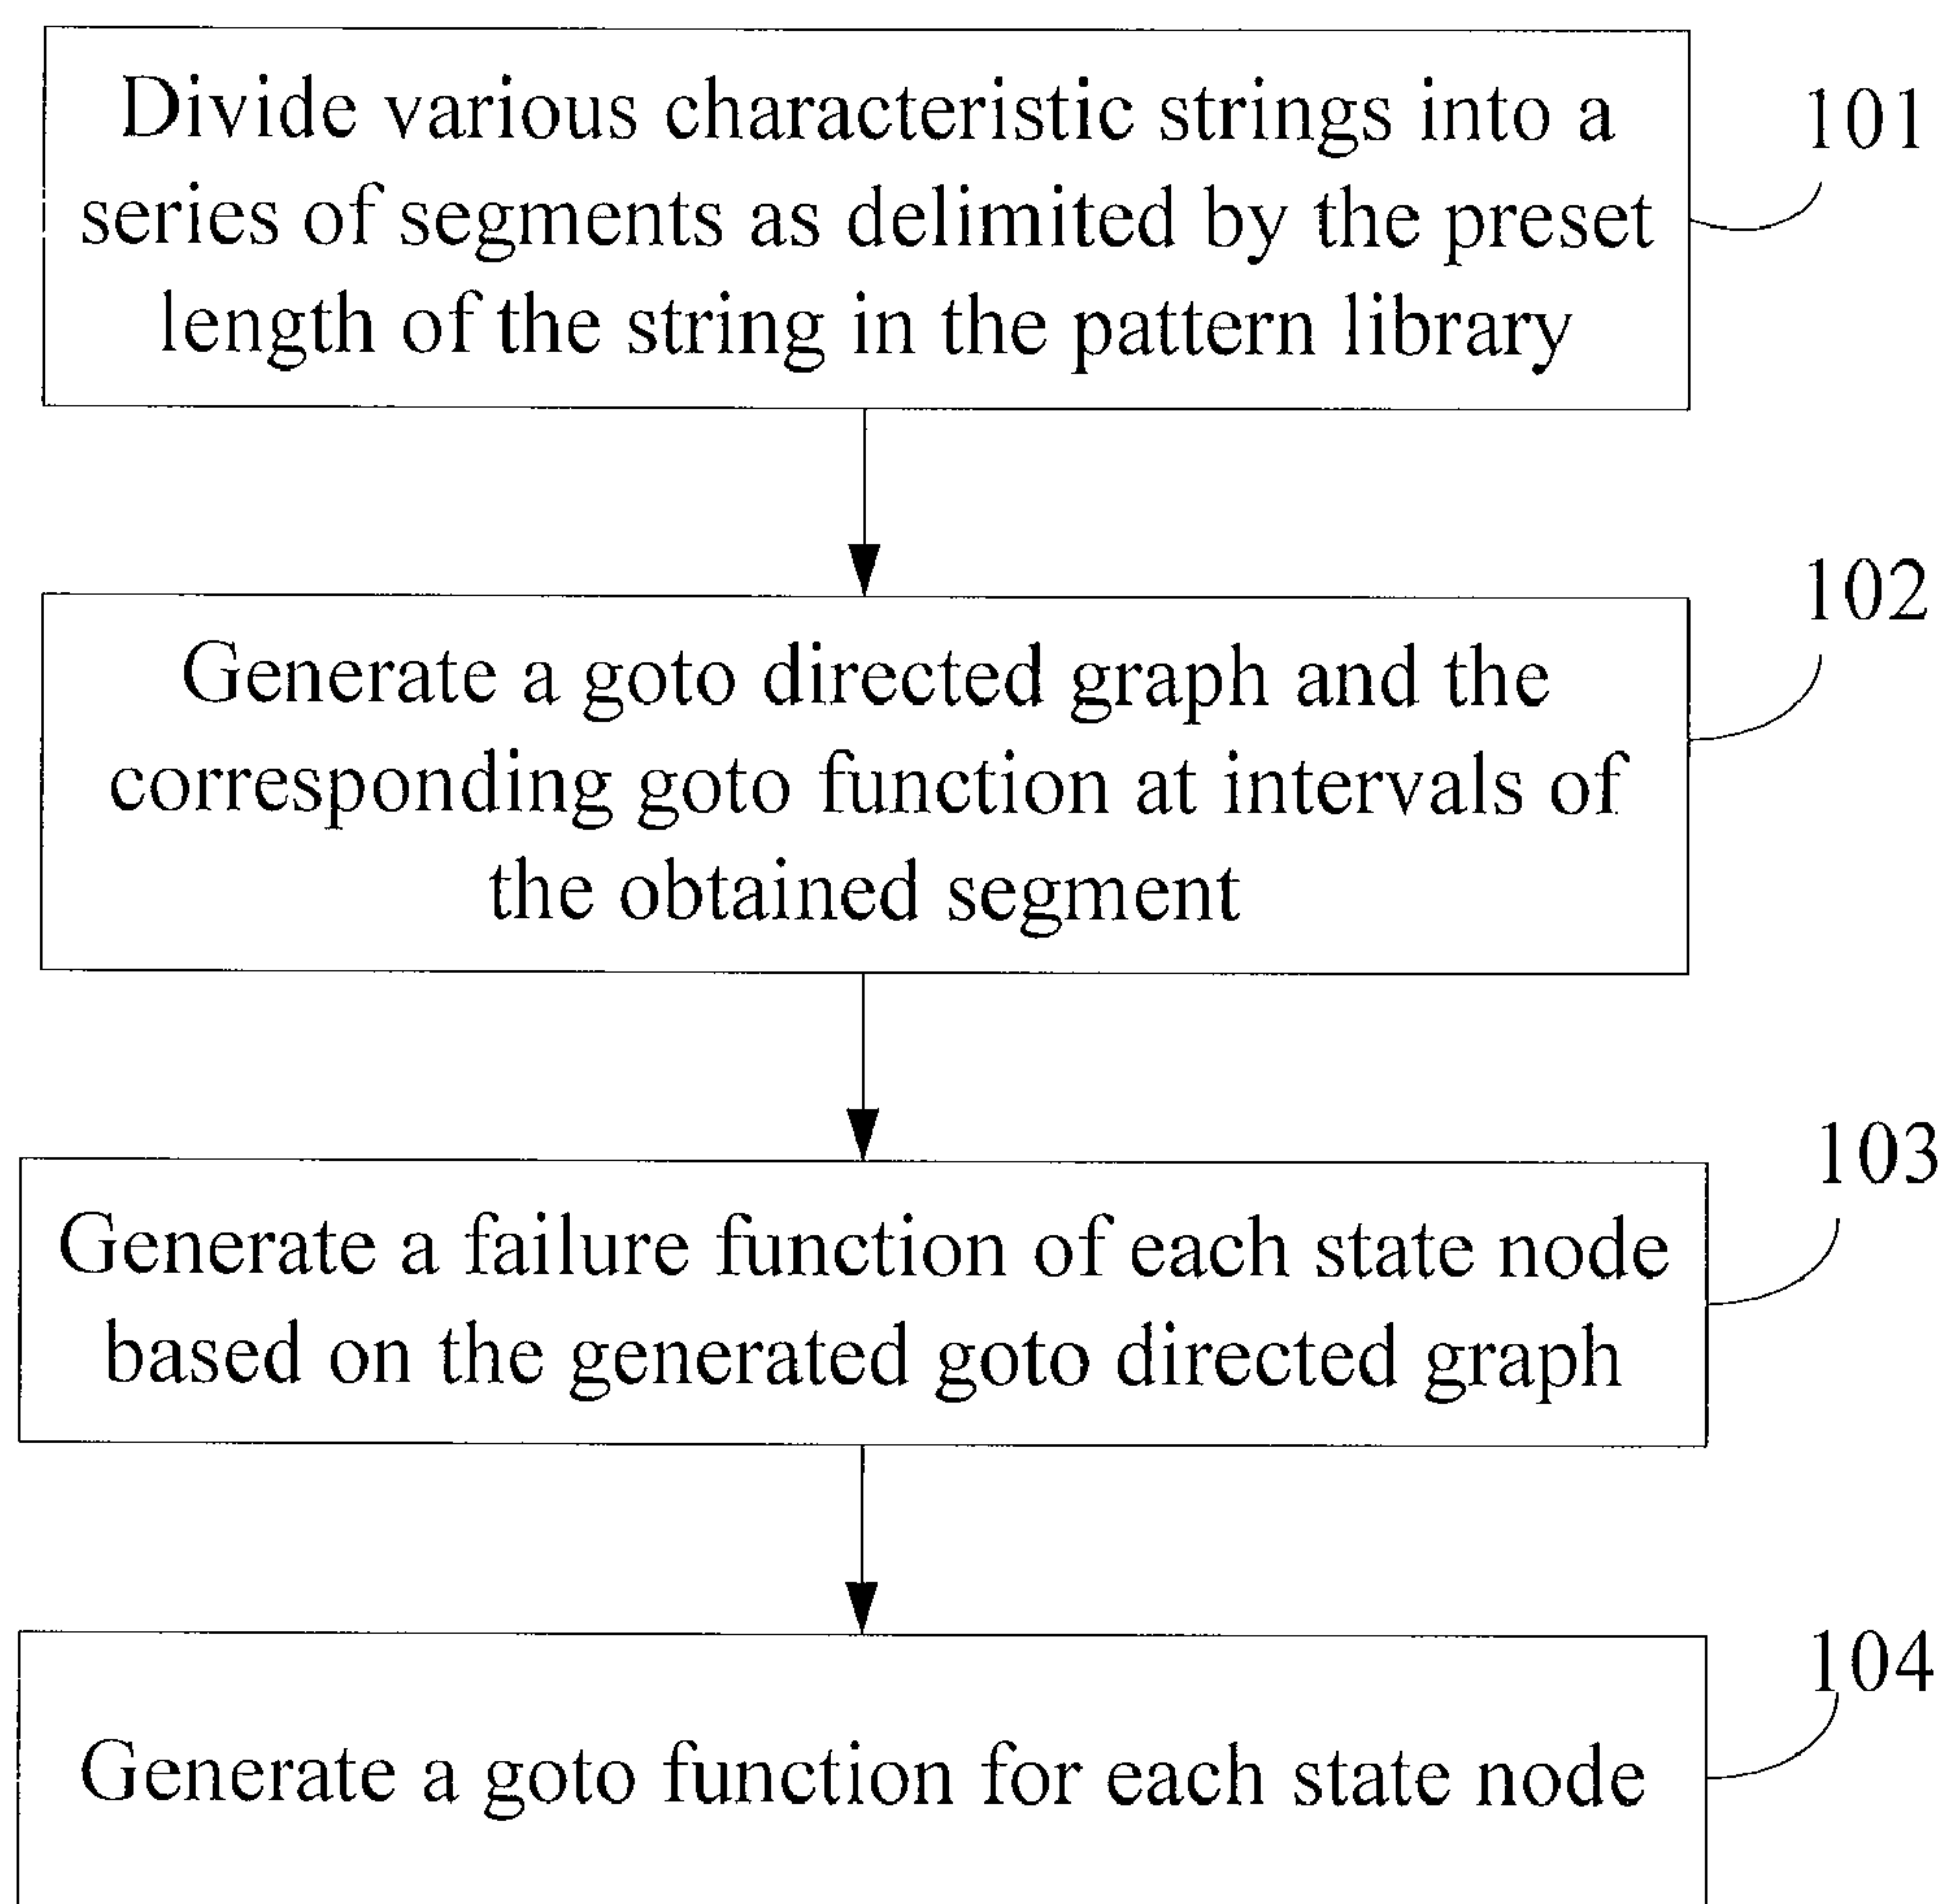 Divide various characteristic strings into a
series of segments as delimited by the preset
length of the string in the pattern library
101
Generate a goto directed graph and the
corresponding goto function at intervals of
the obtained segment
102
Generate a failure function of each state node
based on the generated goto directed graph
103
Generate a goto function for each state node
104